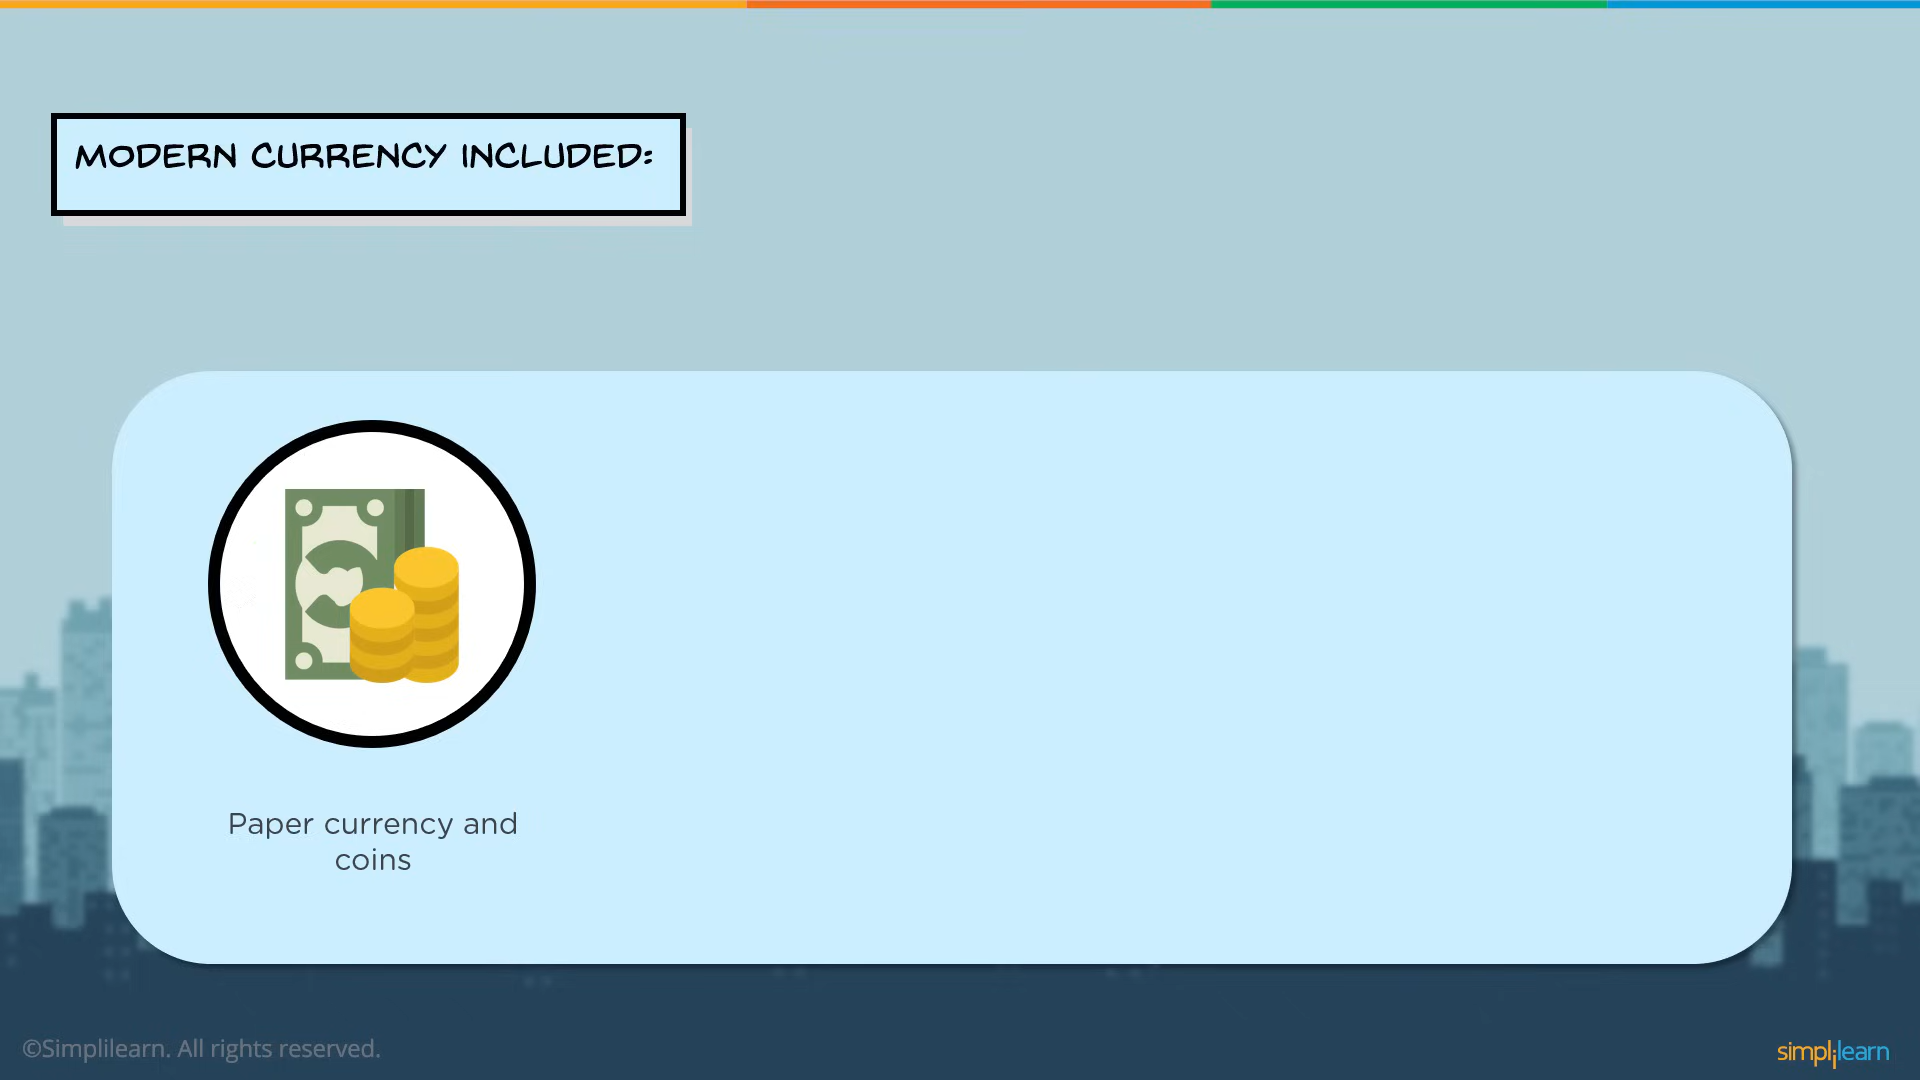 MODERN CURRENCY INCLUDED:
Paper currency and
coins
©Simplilearn. All rights reserved.
simplilearn